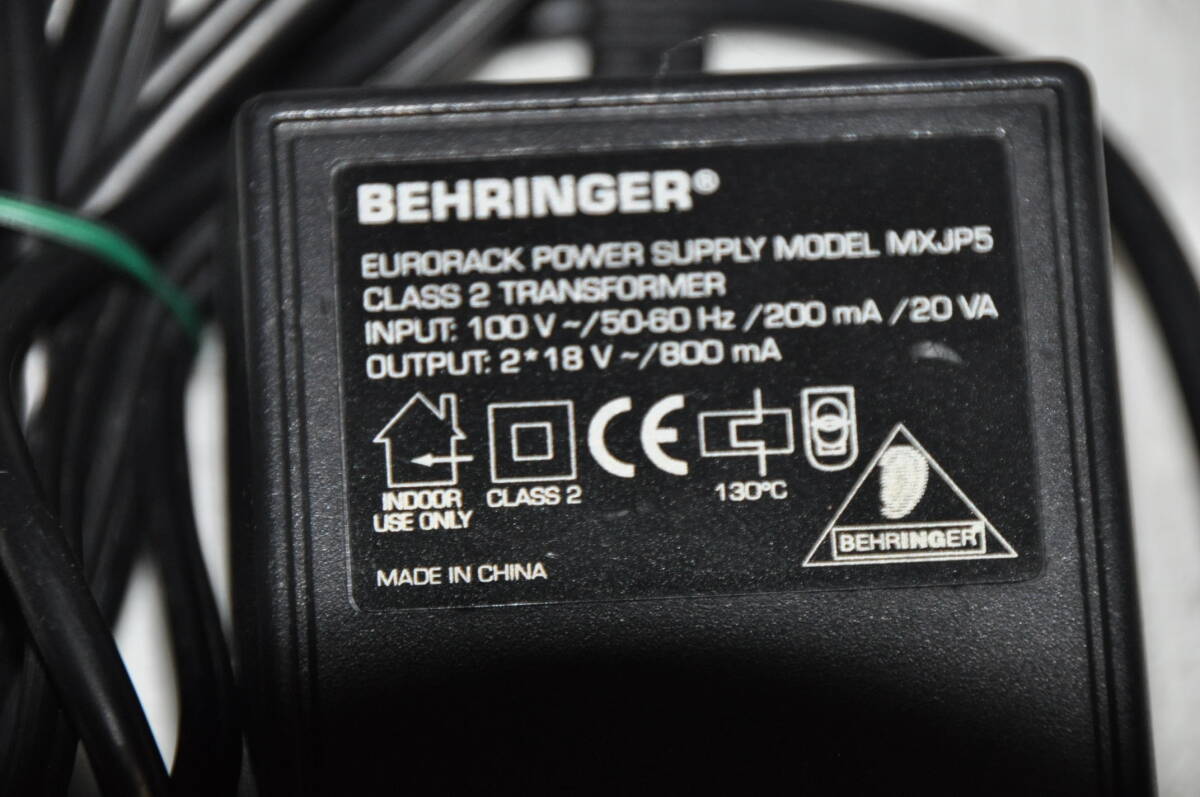 BEHRINGER®
EURORACK POWER SUPPLY MODEL MXJP5
CLASS 2 TRANSFORMER
INPUT: 100 V ~/50-60 Hz /200 mA /20 VA
OUTPUT: 2*18 V ~/800 mA
INDOOR
USE ONLY
CLASS 2
CE
130°C
BEHRINGER
MADE IN CHINA